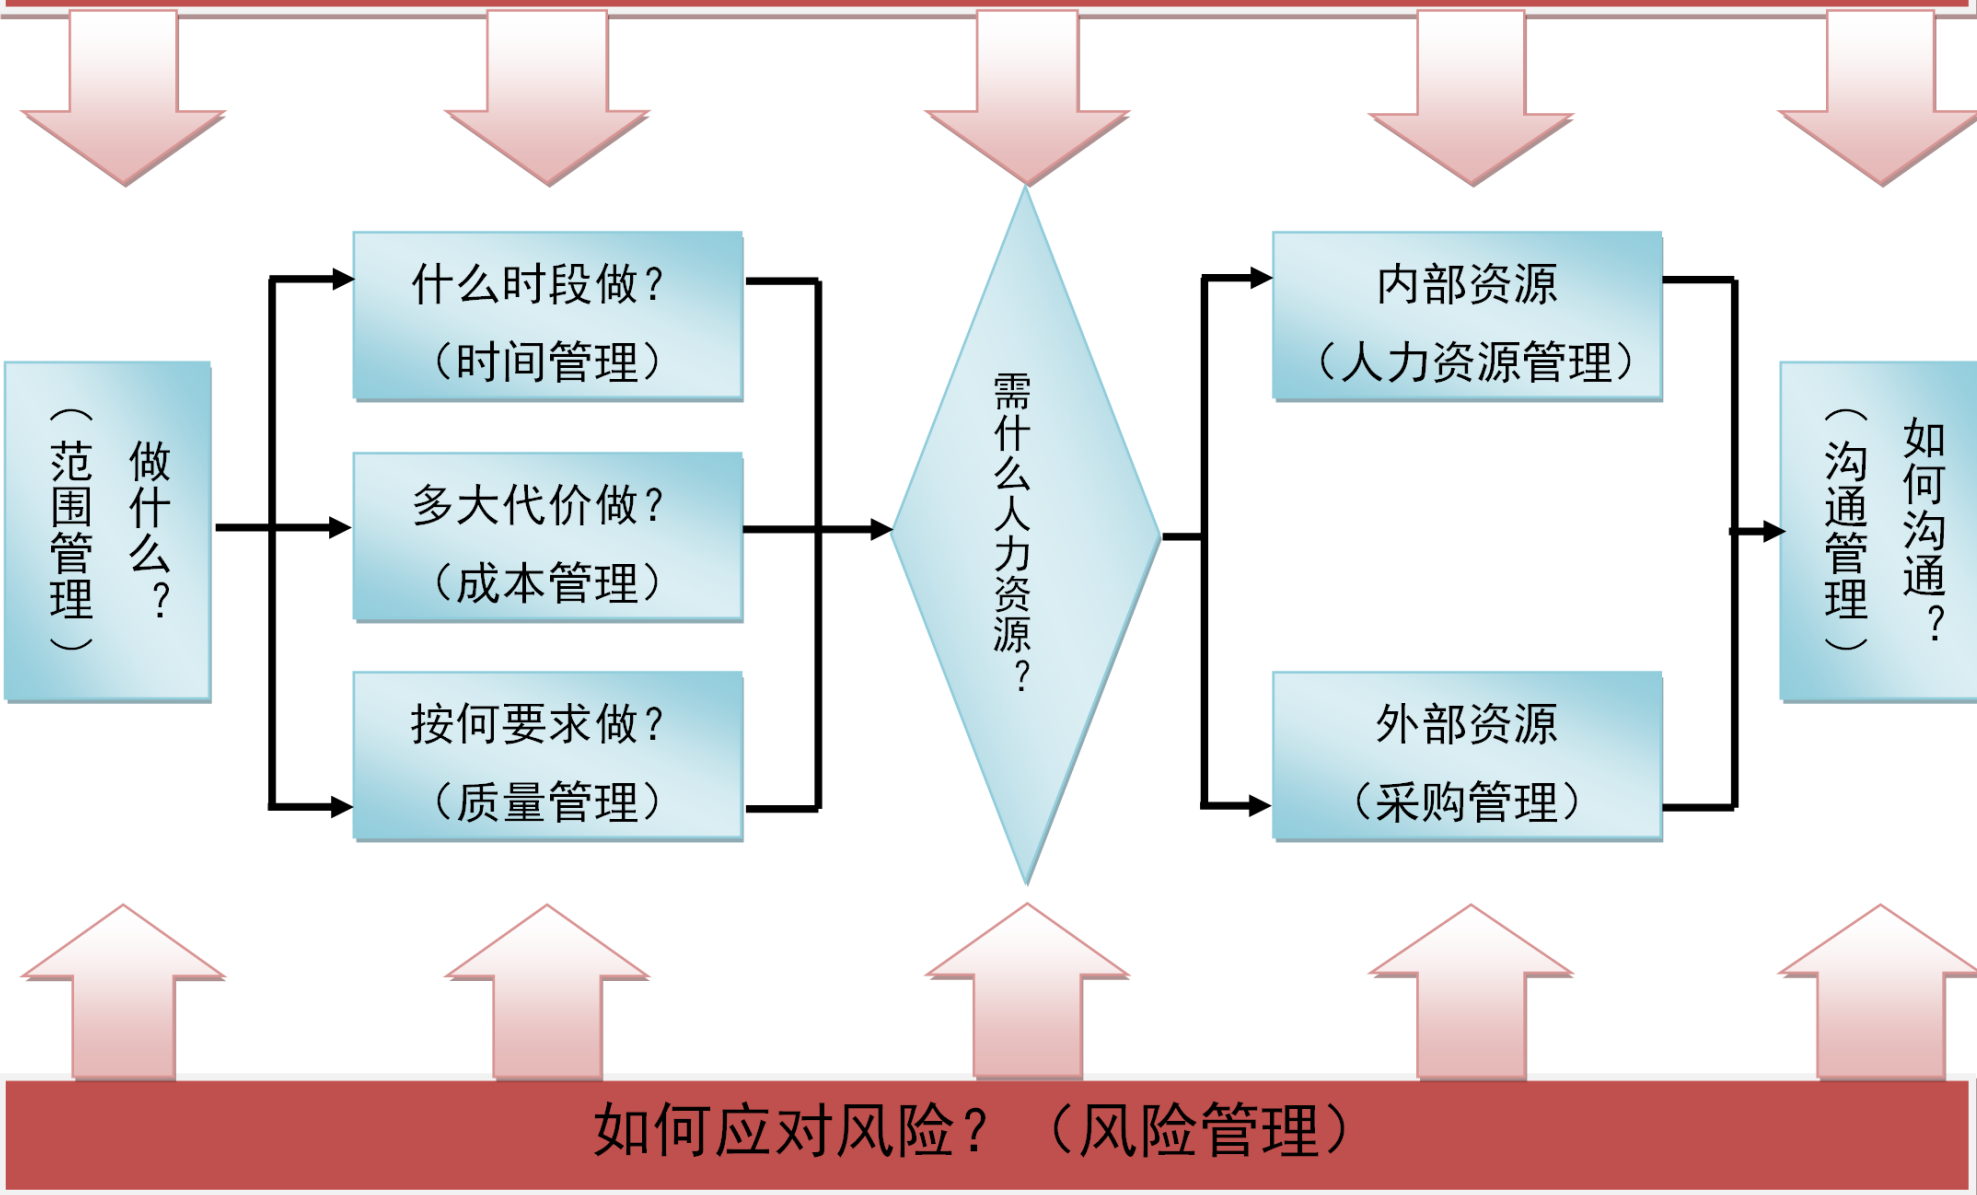 做什么？
（范围管理）
什么时段做？
（时间管理）
多大代价做？
（成本管理）
按何要求做？
（质量管理）
需什么人力资源？
内部资源
（人力资源管理）
外部资源
（采购管理）
如何沟通？
（沟通管理）
如何应对风险？（风险管理）